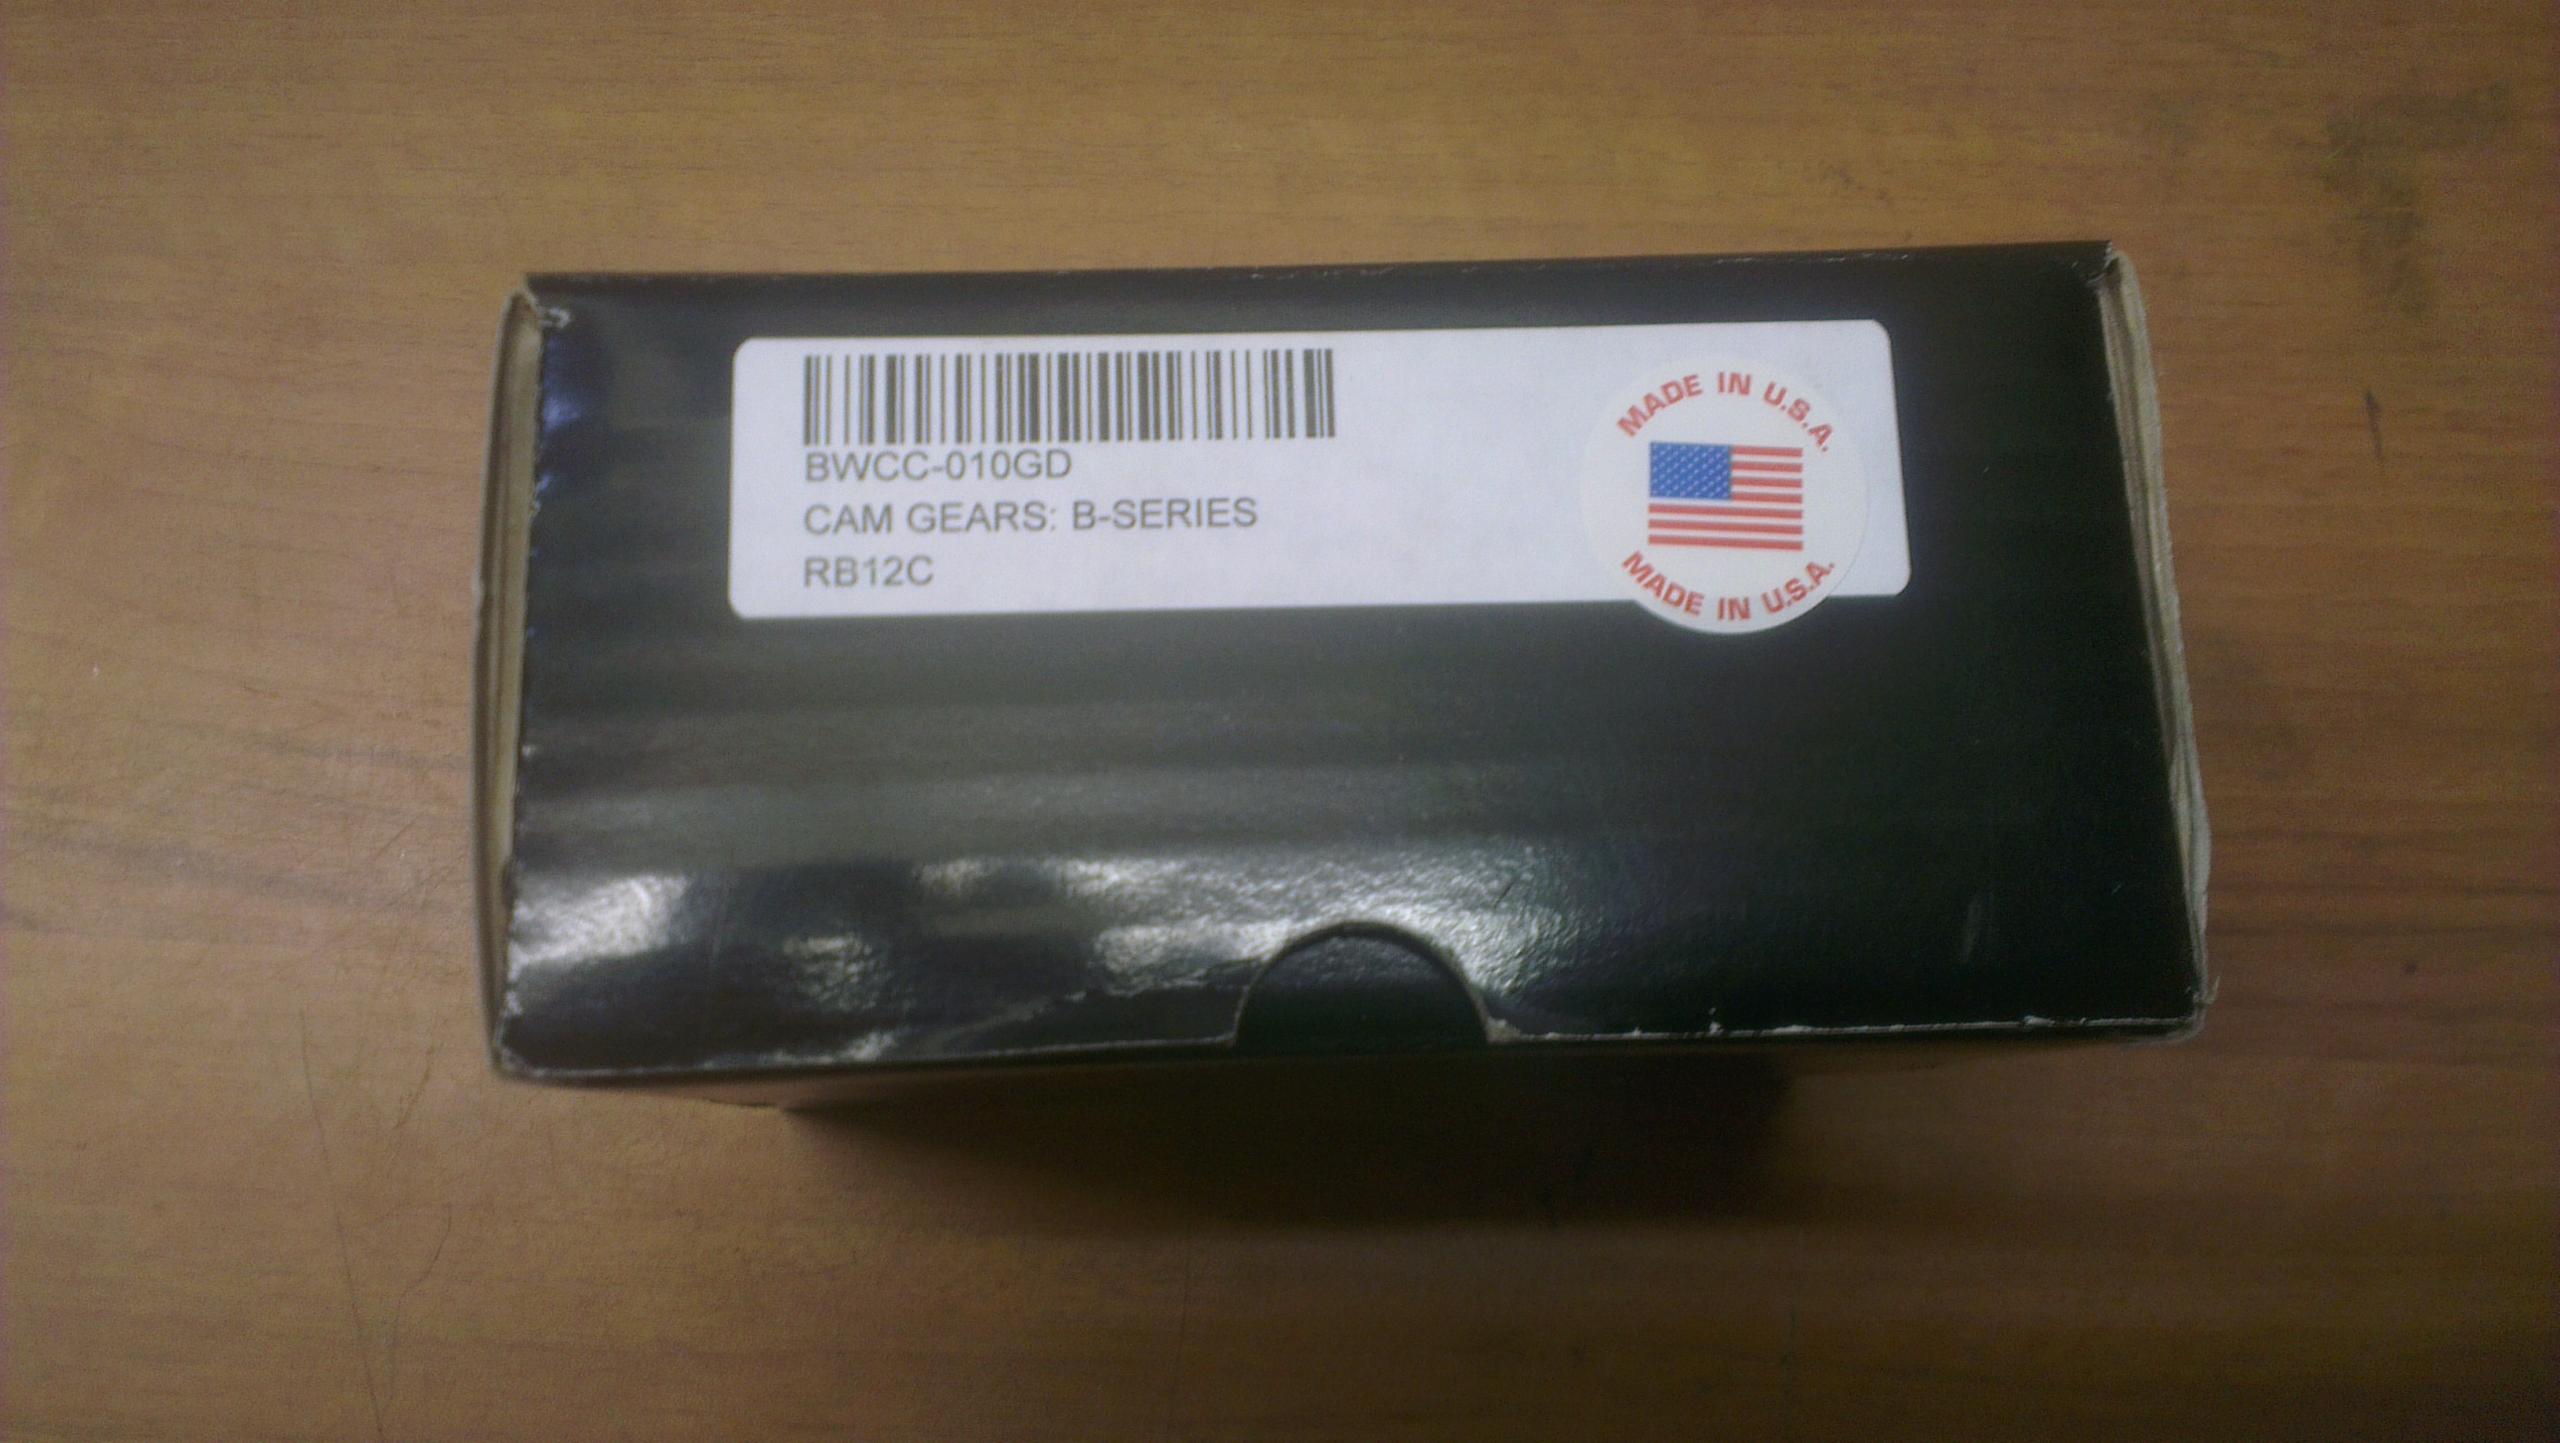 BWCC-010GD
CAM GEARS: B-SERIES
RB12C
MADE IN U.S.A.
MADE IN U.S.A.